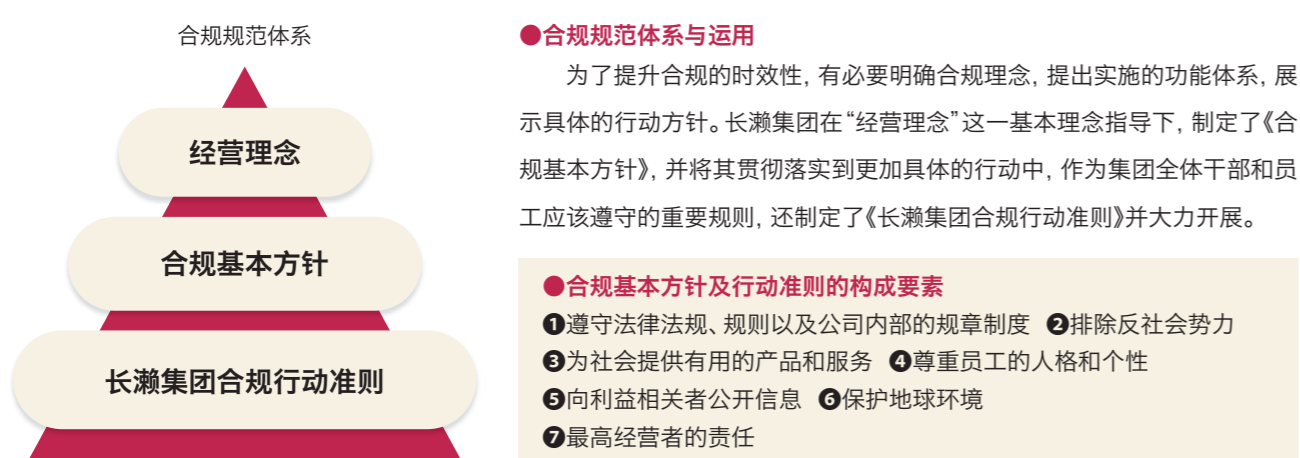 合规规范体系
经营理念
合规基本方针
长濑集团合规行动准则
●合规规范体系与运用
为了提升合规的时效性，有必要明确合规理念，提出实施的功能体系，展
示具体的行动方针。长濑集团在“经营理念”这一基本理念指导下，制定了《合
规基本方针》，并将其贯彻落实到更加具体的行动中，作为集团全体干部和员
工应该遵守的重要规则，还制定了《长濑集团合规行动准则》并大力开展。
●合规基本方针及行动准则的构成要素
❶遵守法律法规、规则以及公司内部的规章制度 ❷排除反社会势力
❸为社会提供有用的产品和服务 ❹尊重员工的人格和个性
❺向利益相关者公开信息 ❻保护地球环境
❼最高经营者的责任